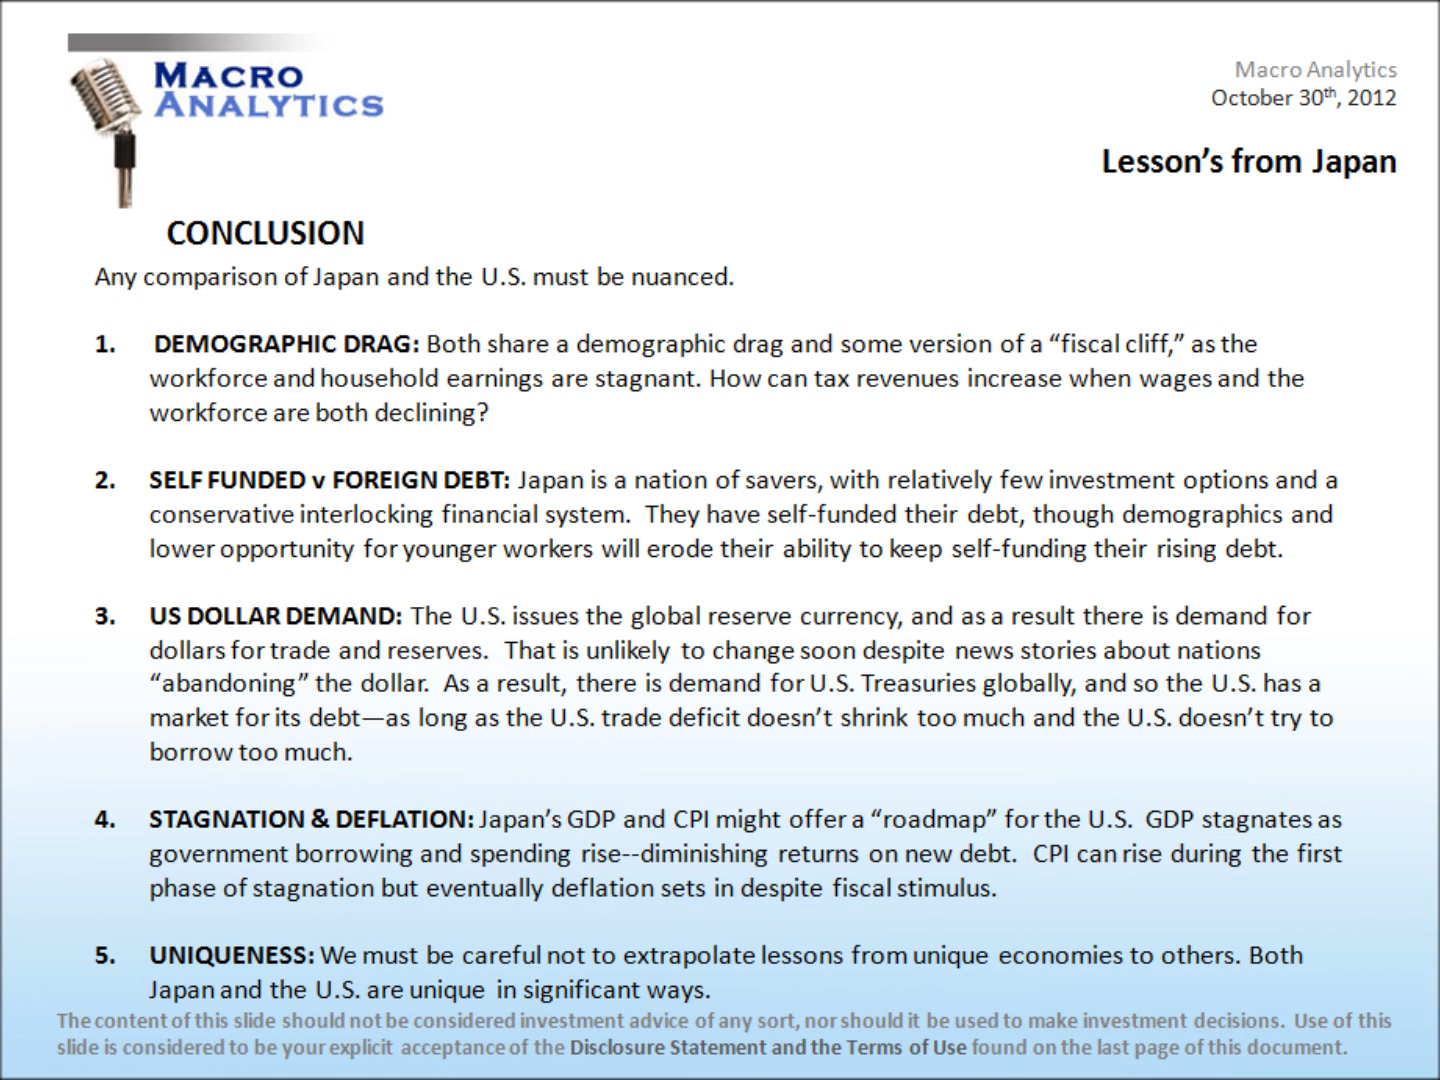 MACRO
ANALYTICS
Macro Analytics
October 30th, 2012
Lesson's from Japan
CONCLUSION
Any comparison of Japan and the U.S. must be nuanced.
1. DEMOGRAPHIC DRAG: Both share a demographic drag and some version of a “fiscal cliff,” as the
workforce and household earnings are stagnant. How can tax revenues increase when wages and the
workforce are both declining?
2. SELF FUNDED v FOREIGN DEBT: Japan is a nation of savers, with relatively few investment options and a
conservative interlocking financial system. They have self-funded their debt, though demographics and
lower opportunity for younger workers will erode their ability to keep self-funding their rising debt.
3. US DOLLAR DEMAND: The U.S. issues the global reserve currency, and as a result there is demand for
dollars for trade and reserves. That is unlikely to change soon despite news stories about nations
“abandoning” the dollar. As a result, there is demand for U.S. Treasuries globally, and so the U.S. has a
market for its debt—as long as the U.S. trade deficit doesn't shrink too much and the U.S. doesn't try to
borrow too much.
4. STAGNATION & DEFLATION: Japan's GDP and CPI might offer a “roadmap” for the U.S. GDP stagnates as
government borrowing and spending rise--diminishing returns on new debt. CPI can rise during the first
phase of stagnation but eventually deflation sets in despite fiscal stimulus.
5. UNIQUENESS: We must be careful not to extrapolate lessons from unique economies to others. Both
Japan and the U.S. are unique in significant ways.
The content of this slide should not be considered investment advice of any sort, nor should it be used to make investment decisions. Use of this
slide is considered to be your explicit acceptance of the Disclosure Statement and the Terms of Use found on the last page of this document.